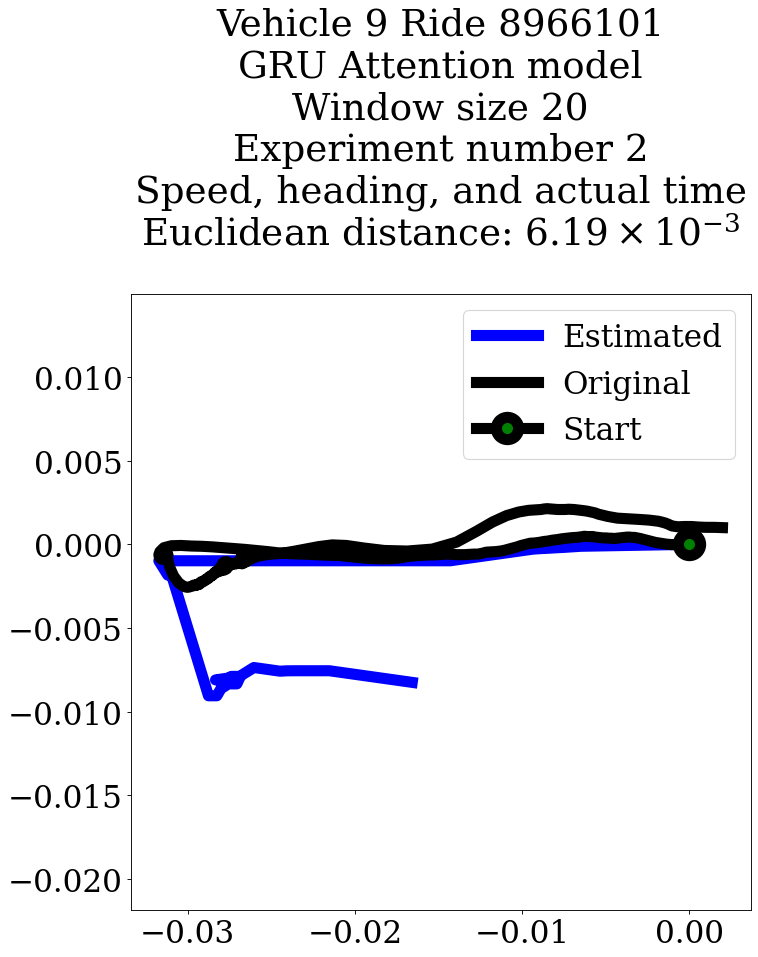 Vehicle 9 Ride 8966101
GRU Attention model
Window size 20
Experiment number 2
Speed, heading, and actual time
Euclidean distance: 6.19 × 10⁻³
Estimated
Original
Start
0.010
0.005
0.000
−0.005
−0.010
−0.015
−0.020
−0.03
−0.02
−0.01
0.00